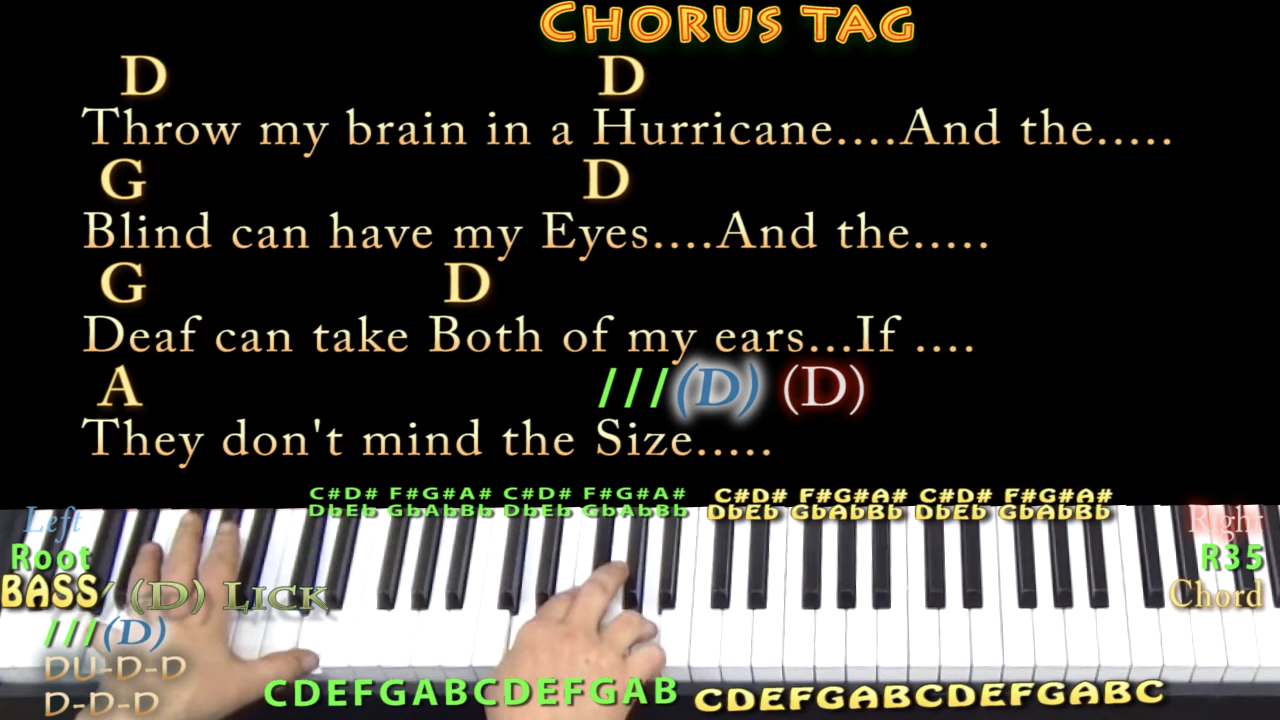 CHORUS TAG
D D
Throw my brain in a Hurricane....And the.....
G D
Blind can have my Eyes....And the.....
G D
Deaf can take Both of my ears...If ....
A ///(D) (D)
They don't mind the Size.....
C#D# F#G#A# C#D# F#G#A# C#D# F#G#A# C#D# F#G#A#
DbEb GbAbBb DbEb GbAbBb DbEb GbAbBb DbEb GbAbBb
Left Right
Root R35
BASS/ (D) LICK Chord
///(D)
DU-D-D
D-D-D
CDEFGABCDEFGAB CDEFGABCDEFGABC